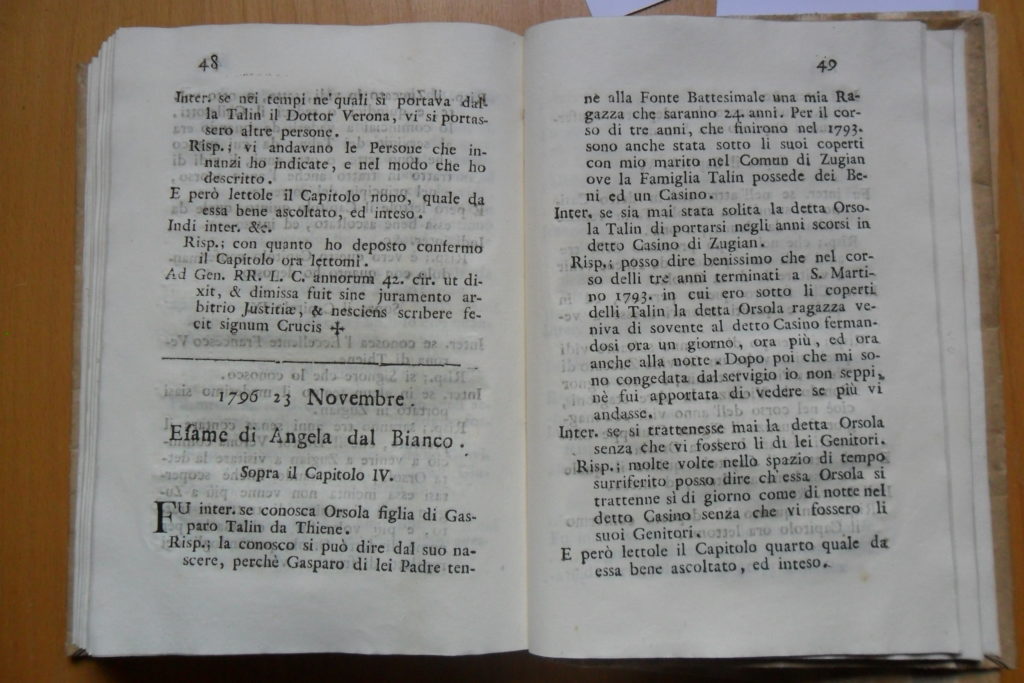 48
Inter. se nei tempi ne'quali si portava dal-
la Talin il Dottor Verona, vi si portas-
sero altre persone.
Risp.; vi andavano le Persone che in-
nanzi ho indicate, e nel modo che ho
descritto.
E però lettole il Capitolo nono, quale da
essa bene ascoltato, ed inteso.
Indi inter. &c.
Risp.; con quanto ho deposto confermo
il Capitolo ora lettomi.
Ad Gen. RR. L. C. annorum 42. cir. ut di-
xit, & dimissa fuit sine juramento ar-
bitrio Justitiæ, & nesciens scribere fe-
cit signum Crucis ✢
1796 23 Novembre.
Esame di Angela dal Bianco.
Sopra il Capitolo IV.
FU inter. se conosca Orsola figlia di Gas-
paro Talin da Thiene.
Risp.; la conosco si può dire dal suo na-
scere, perchè Gasparo di lei Padre ten-
49
nè alla Fonte Battesimale una mia Ra-
gazza che saranno 24. anni. Per il cor-
so di tre anni, che finirono nel 1793.
sono anche stata sotto li suoi coperti
con mio marito nel Comun di Zugian
ove la Famiglia Talin possede dei Be-
ni ed un Casino.
Inter. se sia mai stata solita la detta Orso-
la Talin di portarsi negli anni scorsi in
detto Casino di Zugian.
Risp.; posso dire benissimo che nel cor-
so delli tre anni terminati a S. Marti-
no 1793. in cui ero sotto li coperti
delli Talin la detta Orsola ragazza ve-
niva di sovente al detto Casino ferman-
dosi ora un giorno, ora più, ed ora
anche alla notte. Dopo poi che mi so-
no congedata dal servigio io non seppi,
nè fui apportata di vedere se più vi
andasse.
Inter. se si trattenesse mai la detta Orsola
senza che vi fossero li di lei Genitori.
Risp.; molte volte nello spazio di tempo
surriferito posso dire ch'essa Orsola si
trattenne sì di giorno come di notte nel
detto Casino senza che vi fossero li
suoi Genitori.
E però lettole il Capitolo quarto quale da
essa bene ascoltato, ed inteso.